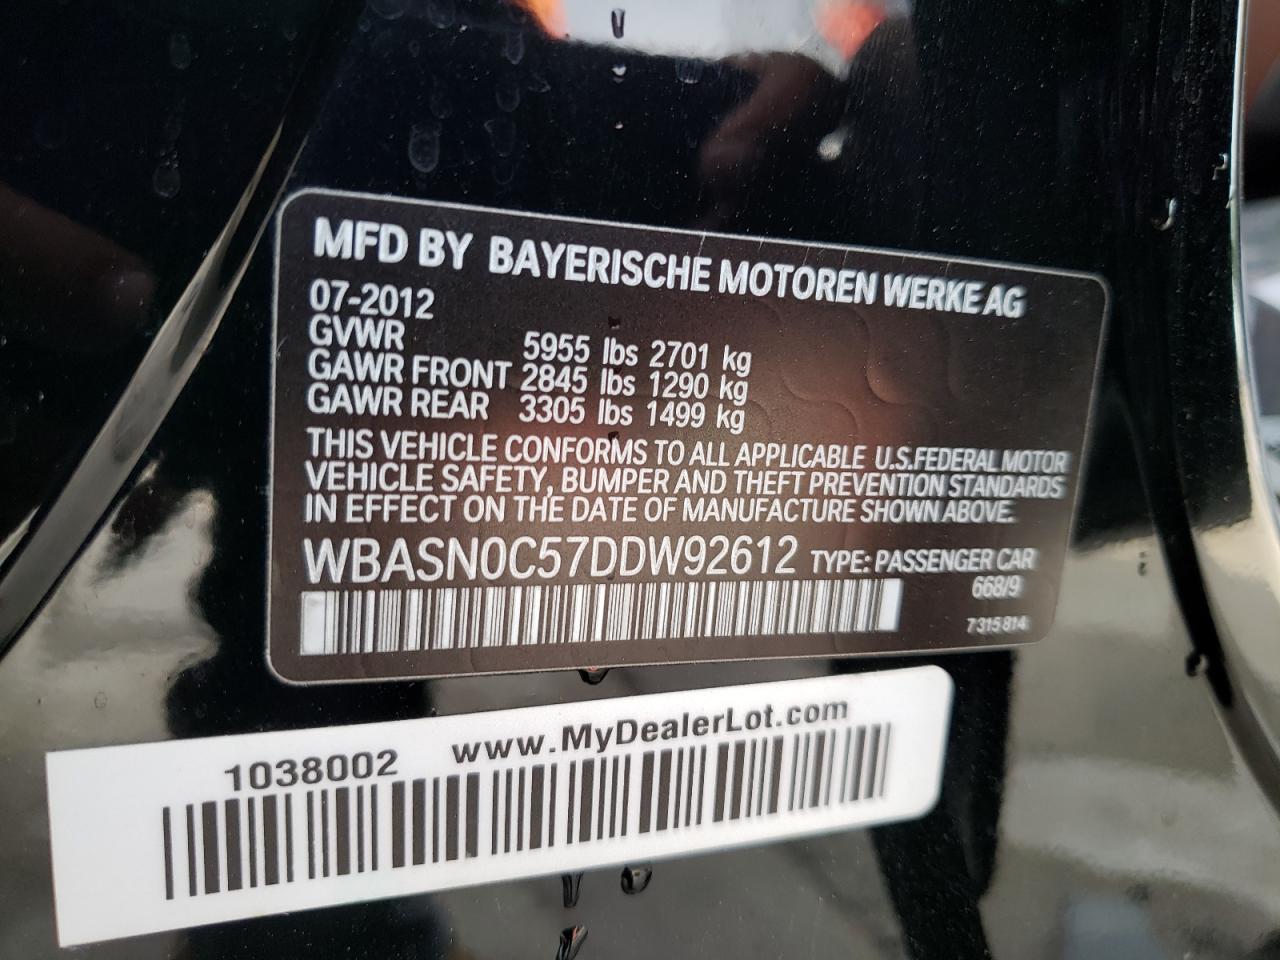 MFD BY BAYERISCHE MOTOREN WERKE AG
07-2012
GVWR 5955 lbs 2701 kg
GAWR FRONT 2845 lbs 1290 kg
GAWR REAR 3305 lbs 1499 kg
THIS VEHICLE CONFORMS TO ALL APPLICABLE U.S.FEDERAL MOTOR
VEHICLE SAFETY, BUMPER AND THEFT PREVENTION STANDARDS
IN EFFECT ON THE DATE OF MANUFACTURE SHOWN ABOVE.
WBASN0C57DDW92612 TYPE: PASSENGER CAR
668/9
7 315 814
1038002 www.MyDealerLot.com